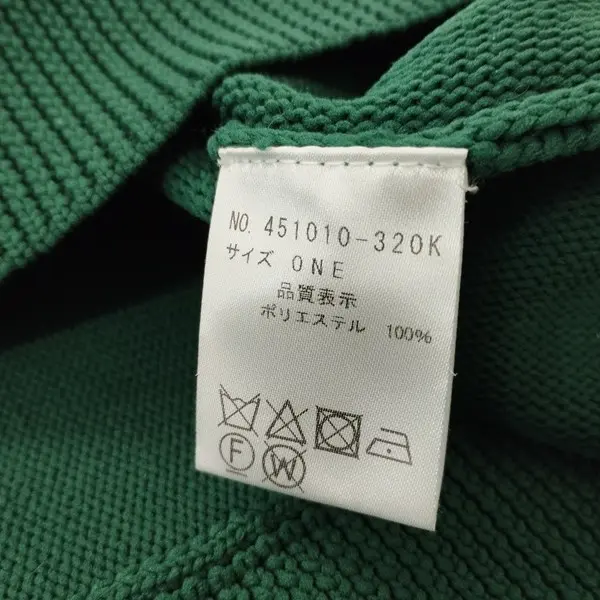 NO. 451010-320K
サイズ ONE
品質表示
ポリエステル 100%
F
W